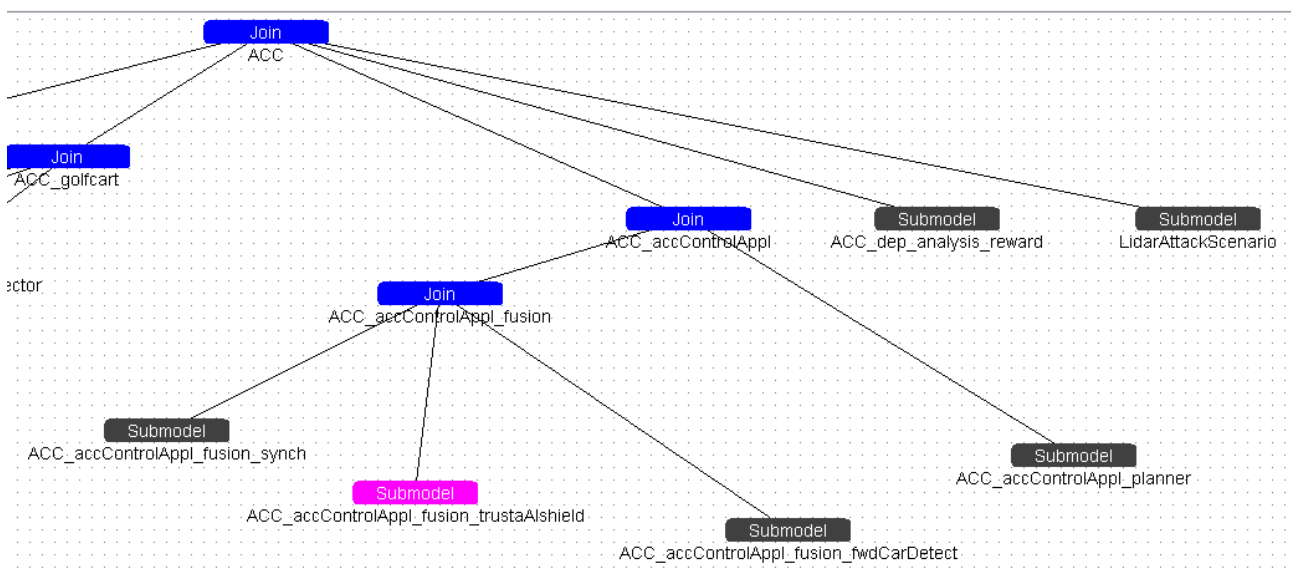 Join
ACC
Join
ACC_golfcart
Join
ACC_accControlAppl
Submodel
ACC_dep_analysis_reward
Submodel
LidarAttackScenario
ector
Join
ACC_accControlAppl_fusion
Submodel
ACC_accControlAppl_fusion_synch
Submodel
ACC_accControlAppl_planner
Submodel
ACC_accControlAppl_fusion_trustaAIshield
Submodel
ACC_accControlAppl_fusion_fwdCarDetect